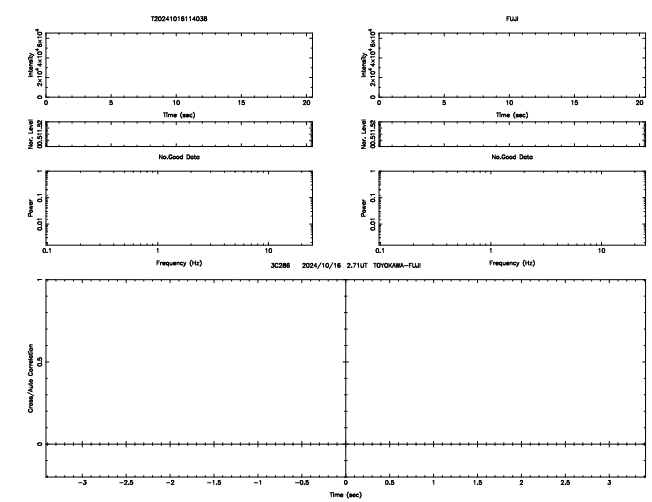 T20241016114038 FUJI
Intensity 0 2×10⁴ 4×10⁴ 6×10⁴ Intensity 0 2×10⁴ 4×10⁴ 6×10⁴
0 5 10 15 20 0 5 10 15 20
Time (sec) Time (sec)
Nor. Level 00.511.52 Nor. Level 00.511.52
No.Good Data No.Good Data
Power 0.01 0.1 1 Power 0.01 0.1 1
0.1 1 10 0.1 1 10
Frequency (Hz) Frequency (Hz)
3C286 2024/10/16 2.71UT TOYOKAWA-FUJI
Cross/Auto Correlation 0 0.5 1
-3 -2.5 -2 -1.5 -1 -0.5 0 0.5 1 1.5 2 2.5 3
Time (sec)